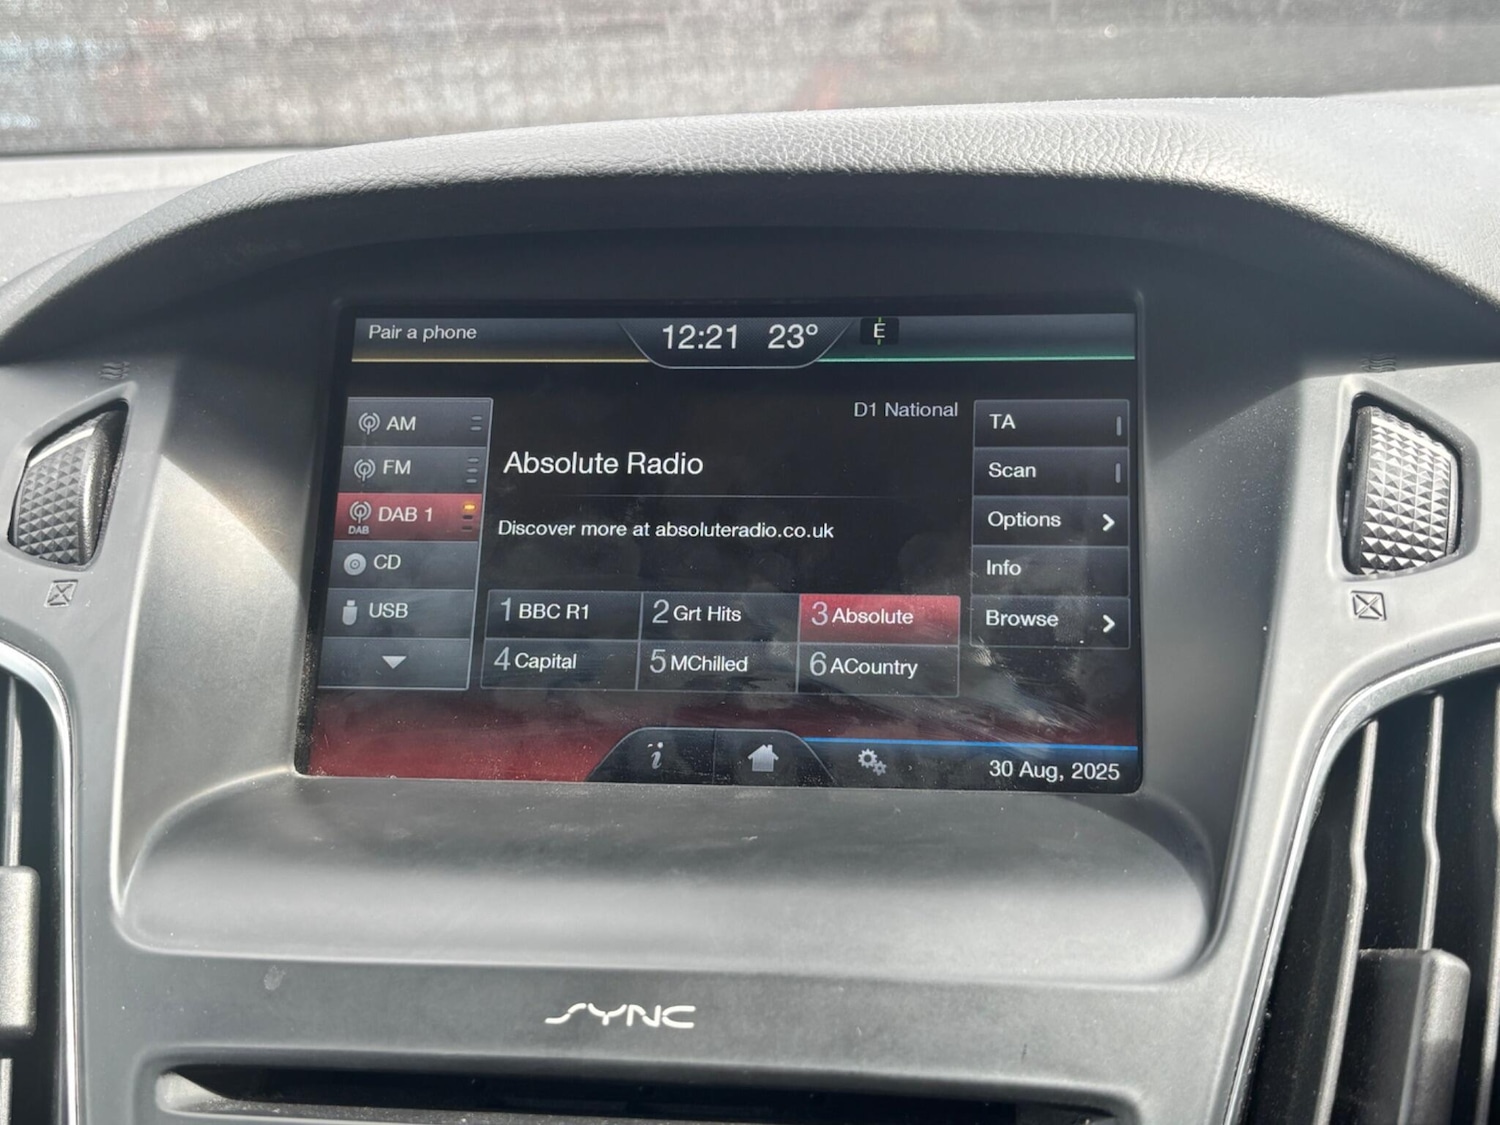 Pair a phone
12:21 23° E
D1 National
AM
FM
DAB DAB 1
CD
USB
Absolute Radio
Discover more at absoluteradio.co.uk
1 BBC R1 2 Grt Hits 3 Absolute
4 Capital 5 MChilled 6 ACountry
TA
Scan
Options
Info
Browse
i
30 Aug, 2025
SYNC